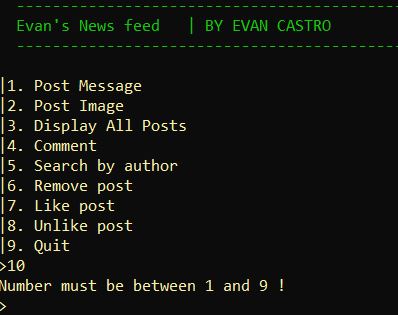 Evan's News feed   | BY EVAN CASTRO
|1. Post Message
|2. Post Image
|3. Display All Posts
|4. Comment
|5. Search by author
|6. Remove post
|7. Like post
|8. Unlike post
|9. Quit
>10
Number must be between 1 and 9 !
>